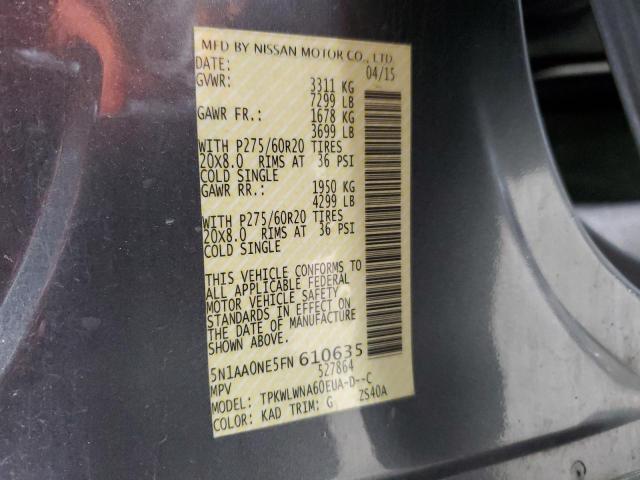 MFD BY NISSAN MOTOR CO., LTD.
DATE: 04/15
GVWR: 3311 KG
7299 LB
GAWR FR.: 1678 KG
3699 LB
WITH P275/60R20 TIRES
20X8.0 RIMS AT 36 PSI
COLD SINGLE
GAWR RR.: 1950 KG
4299 LB
WITH P275/60R20 TIRES
20X8.0 RIMS AT 36 PSI
COLD SINGLE
THIS VEHICLE CONFORMS TO
ALL APPLICABLE FEDERAL
MOTOR VEHICLE SAFETY
STANDARDS IN EFFECT ON
THE DATE OF MANUFACTURE
SHOWN ABOVE.
5N1AA0NE5FN 610635
MPV 527864
MODEL: TPKWLWNA60EUA-D--C
COLOR: KAD TRIM: G ZS40A